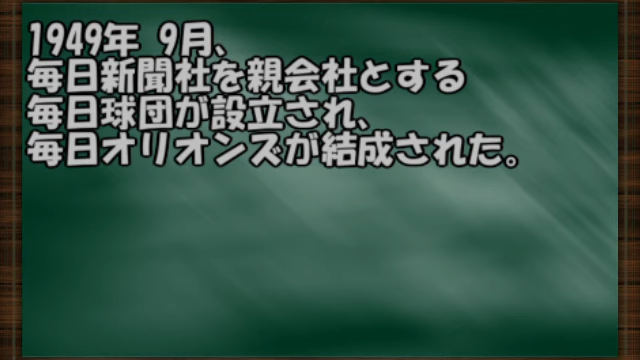 1949年 9月、
毎日新聞社を親会社とする
毎日球団が設立され、
毎日オリオンズが結成された。